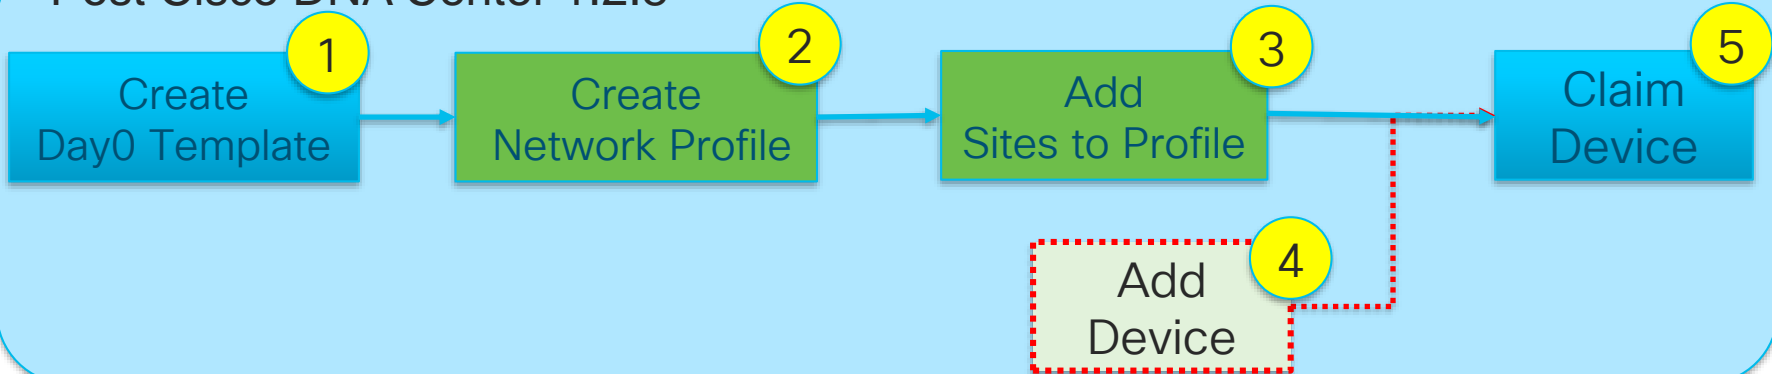 1
Create
Day0 Template
2
Create
Network Profile
3
Add
Sites to Profile
4
Add
Device
5
Claim
Device